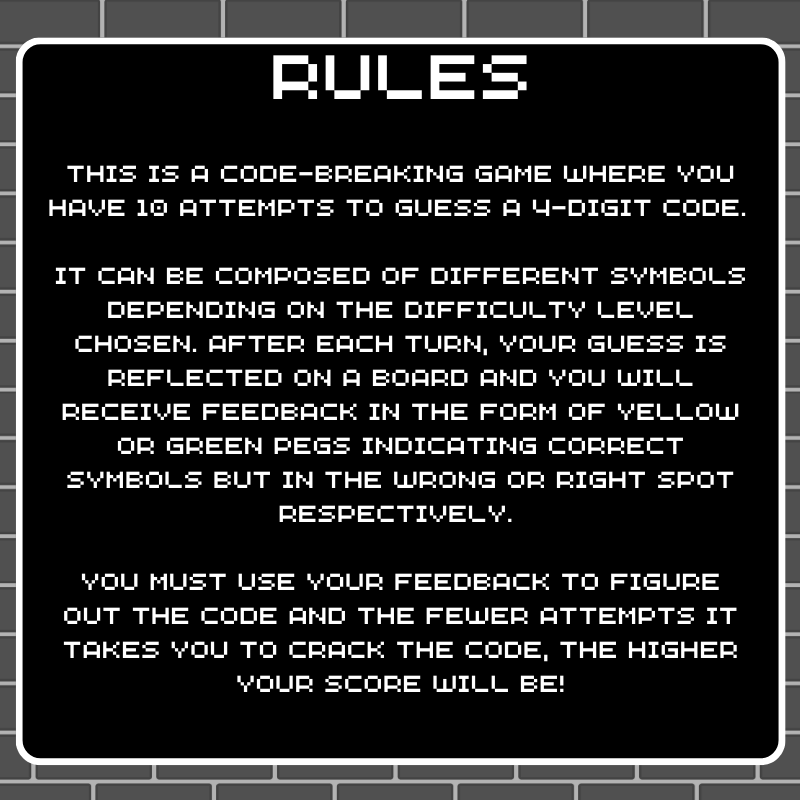 RULES
THIS IS A CODE-BREAKING GAME WHERE YOU
HAVE 10 ATTEMPTS TO GUESS A 4-DIGIT CODE.
IT CAN BE COMPOSED OF DIFFERENT SYMBOLS
DEPENDING ON THE DIFFICULTY LEVEL
CHOSEN. AFTER EACH TURN, YOUR GUESS IS
REFLECTED ON A BOARD AND YOU WILL
RECEIVE FEEDBACK IN THE FORM OF YELLOW
OR GREEN PEGS INDICATING CORRECT
SYMBOLS BUT IN THE WRONG OR RIGHT SPOT
RESPECTIVELY.
YOU MUST USE YOUR FEEDBACK TO FIGURE
OUT THE CODE AND THE FEWER ATTEMPTS IT
TAKES YOU TO CRACK THE CODE, THE HIGHER
YOUR SCORE WILL BE!